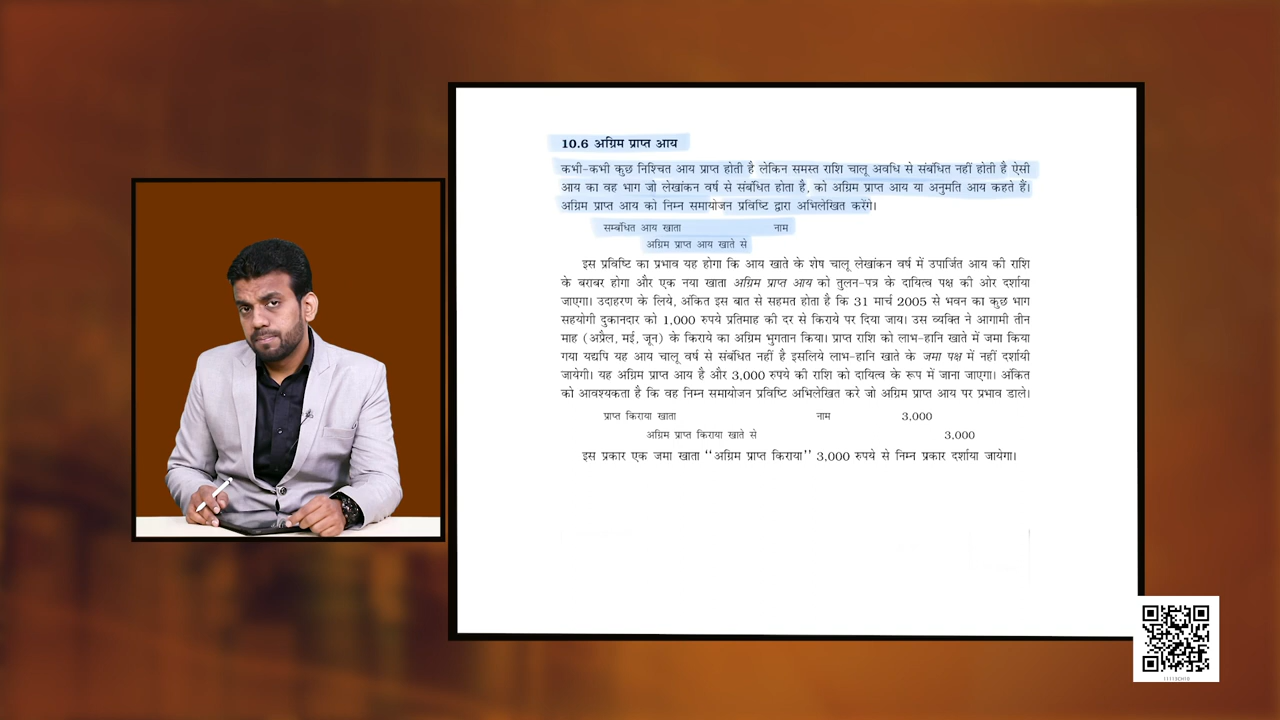 10.6 अग्रिम प्राप्त आय
कभी-कभी कुछ निश्चित आय प्राप्त होती है लेकिन समस्त राशि चालू अवधि से संबंधित नहीं होती है ऐसी
आय का वह भाग जो लेखांकन वर्ष से संबंधित होता है, को अग्रिम प्राप्त आय या अनुमति आय कहते हैं।
अग्रिम प्राप्त आय को निम्न समायोजन प्रविष्टि द्वारा अभिलेखित करेंगे।
सम्बंधित आय खाता नाम
अग्रिम प्राप्त आय खाते से
इस प्रविष्टि का प्रभाव यह होगा कि आय खाते के शेष चालू लेखांकन वर्ष में उपार्जित आय की राशि
के बराबर होगा और एक नया खाता अग्रिम प्राप्त आय को तुलन-पत्र के दायित्व पक्ष की ओर दर्शाया
जाएगा। उदाहरण के लिये, अंकित इस बात से सहमत होता है कि 31 मार्च 2005 से भवन का कुछ भाग
सहयोगी दुकानदार को 1,000 रुपये प्रतिमाह की दर से किराये पर दिया जाय। उस व्यक्ति ने आगामी तीन
माह (अप्रैल, मई, जून) के किराये का अग्रिम भुगतान किया। प्राप्त राशि को लाभ-हानि खाते में जमा किया
गया यद्यपि यह आय चालू वर्ष से संबंधित नहीं है इसलिये लाभ-हानि खाते के जमा पक्ष में नहीं दर्शायी
जायेगी। यह अग्रिम प्राप्त आय है और 3,000 रुपये की राशि को दायित्व के रूप में जाना जाएगा। अंकित
को आवश्यकता है कि वह निम्न समायोजन प्रविष्टि अभिलेखित करे जो अग्रिम प्राप्त आय पर प्रभाव डाले।
प्राप्त किराया खाता नाम 3,000
अग्रिम प्राप्त किराया खाते से 3,000
इस प्रकार एक जमा खाता ‘‘अग्रिम प्राप्त किराया’’ 3,000 रुपये से निम्न प्रकार दर्शाया जायेगा।